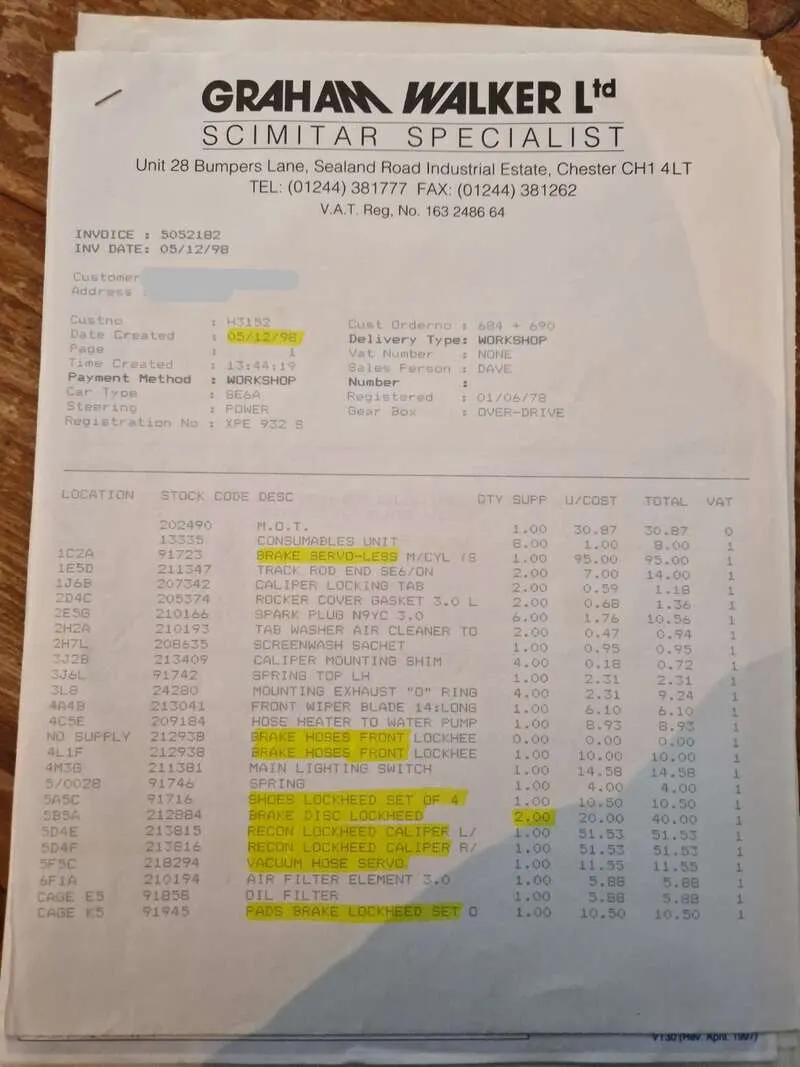 GRAHAM WALKER Ltd
SCIMITAR SPECIALIST
Unit 28 Bumpers Lane, Sealand Road Industrial Estate, Chester CH1 4LT
TEL: (01244) 381777 FAX: (01244) 381262
V.A.T. Reg, No. 163 2486 64
INVOICE : 5052182
INV DATE: 05/12/98
Customer
Address :
Custno : H3152 Cust Orderno : 684 + 690
Date Created : 05/12/98 Delivery Type: WORKSHOP
Page : 1 Vat Number : NONE
Time Created : 13:44:19 Sales Person : DAVE
Payment Method : WORKSHOP Number :
Car Type : SE6A Registered : 01/06/78
Steering : POWER Gear Box : OVER-DRIVE
Registration No : XPE 932 S
LOCATION STOCK CODE DESC QTY SUPP U/COST TOTAL VAT
202490 M.O.T. 1.00 30.87 30.87 0
13335 CONSUMABLES UNIT 8.00 1.00 8.00 1
1C2A 91723 BRAKE SERVO-LESS M/CYL (S 1.00 95.00 95.00 1
1E5D 211347 TRACK ROD END SE6/ON 2.00 7.00 14.00 1
1J6B 207342 CALIPER LOCKING TAB 2.00 0.59 1.18 1
2D4C 205374 ROCKER COVER GASKET 3.0 L 2.00 0.68 1.36 1
2E5G 210166 SPARK PLUG N9YC 3.0 6.00 1.76 10.56 1
2H2A 210193 TAB WASHER AIR CLEANER TO 2.00 0.47 0.94 1
2H7L 208635 SCREENWASH SACHET 1.00 0.95 0.95 1
3J2B 213409 CALIPER MOUNTING SHIM 4.00 0.18 0.72 1
3J6L 91742 SPRING TOP LH 1.00 2.31 2.31 1
3L8 24280 MOUNTING EXHAUST "O" RING 4.00 2.31 9.24 1
4A4B 213041 FRONT WIPER BLADE 14:LONG 1.00 6.10 6.10 1
4C5E 209184 HOSE HEATER TO WATER PUMP 1.00 8.93 8.93 1
NO SUPPLY 212938 BRAKE HOSES FRONT LOCKHEE 0.00 0.00 0.00 1
4L1F 212938 BRAKE HOSES FRONT LOCKHEE 1.00 10.00 10.00 1
4M3G 211381 MAIN LIGHTING SWITCH 1.00 14.58 14.58 1
5/0028 91746 SPRING 1.00 4.00 4.00 1
5A5C 91716 SHOES LOCKHEED SET OF 4 1.00 10.50 10.50 1
5B5A 212884 BRAKE DISC LOCKHEED 2.00 20.00 40.00 1
5D4E 213815 RECON LOCKHEED CALIPER L/ 1.00 51.53 51.53 1
5D4F 213816 RECON LOCKHEED CALIPER R/ 1.00 51.53 51.53 1
5F5C 218294 VACUUM HOSE SERVO 1.00 11.55 11.55 1
6F1A 210194 AIR FILTER ELEMENT 3.0 1.00 5.88 5.88 1
CAGE E5 91858 OIL FILTER 1.00 5.88 5.88 1
CAGE K5 91945 PADS BRAKE LOCKHEED SET O 1.00 10.50 10.50 1
V130 (Rev. April. 1997)